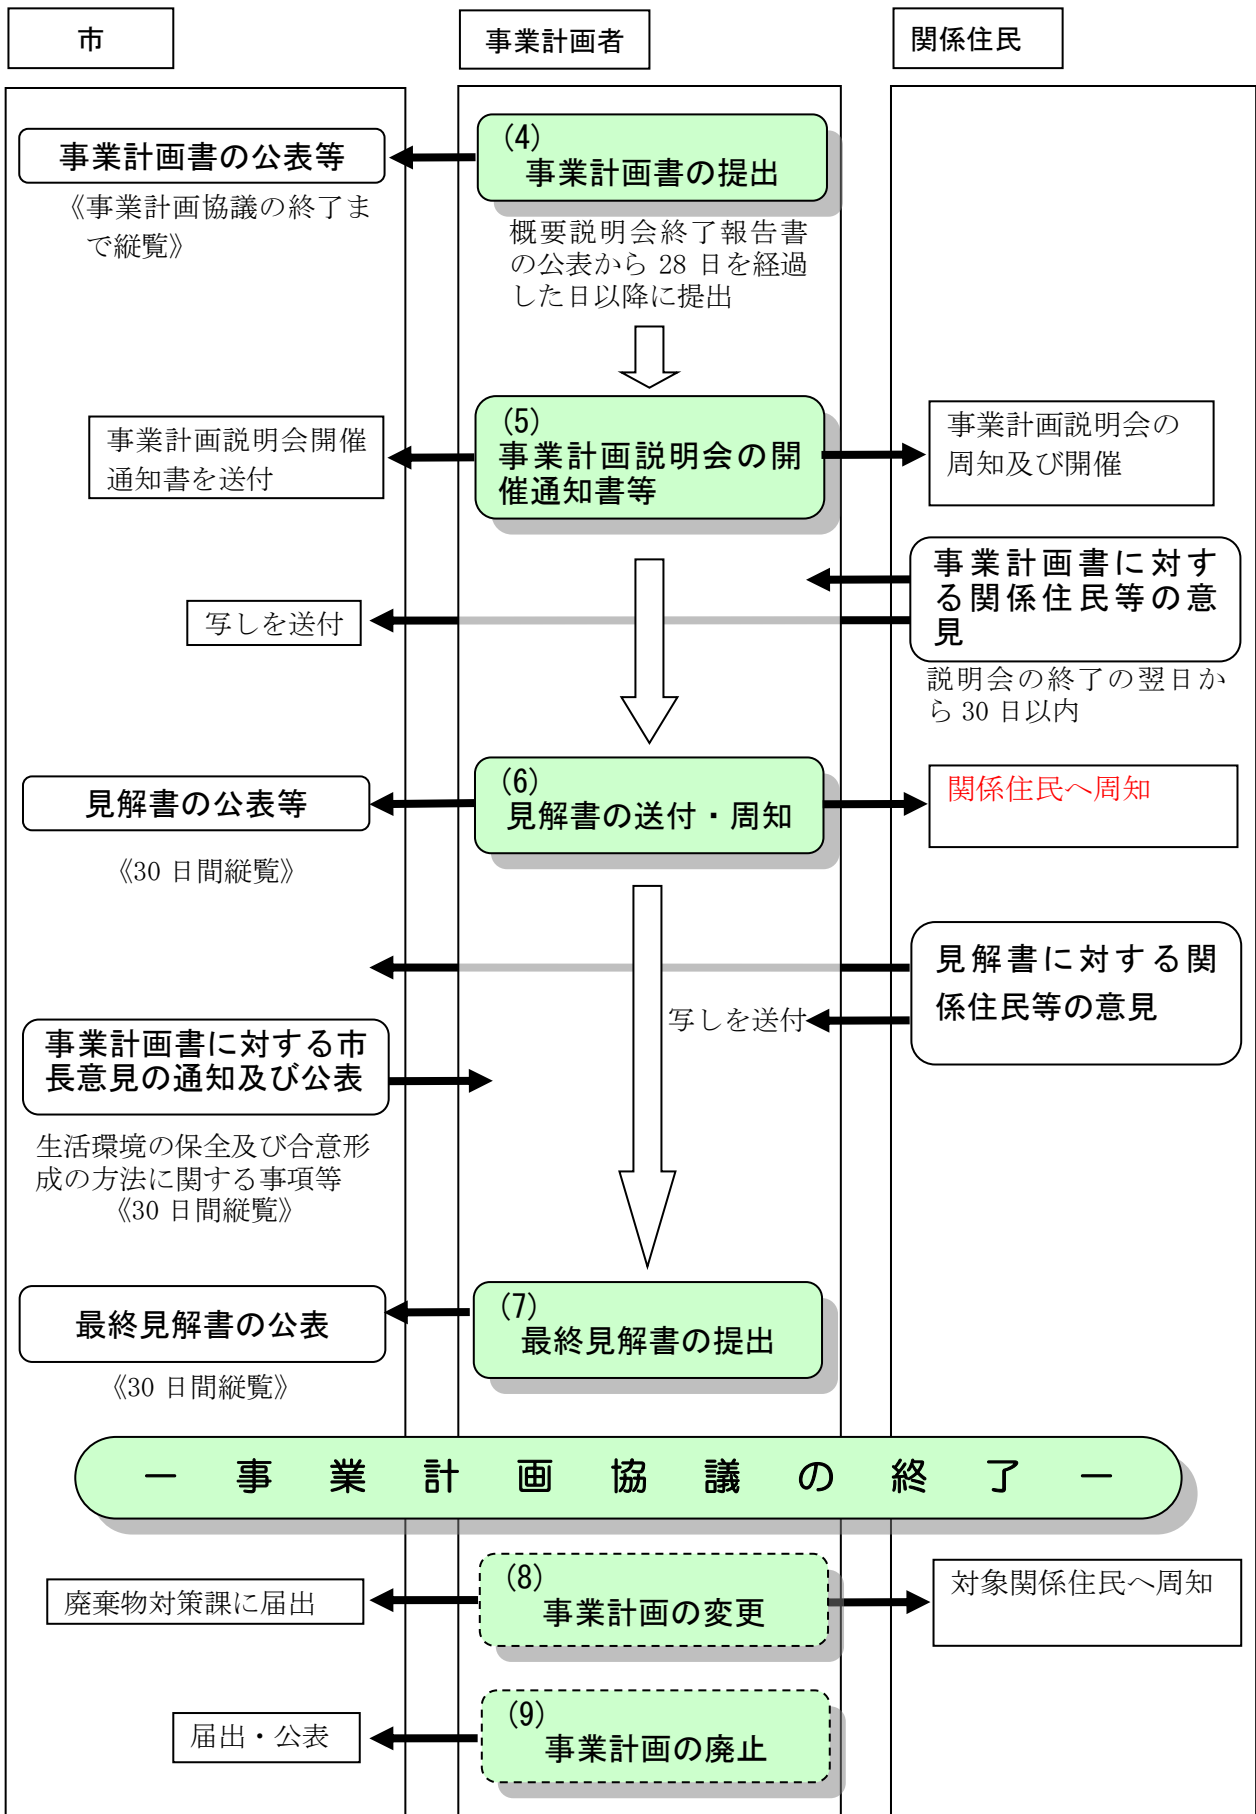 市
事業計画者
関係住民
(4)
事業計画書の提出
事業計画書の公表等
《事業計画協議の終了ま
で縦覧》
概要説明会終了報告書
の公表から 28 日を経過
した日以降に提出
(5)
事業計画説明会の開
催通知書等
事業計画説明会開催
通知書を送付
事業計画説明会の
周知及び開催
事業計画書に対す
る関係住民等の意
見
写しを送付
説明会の終了の翌日か
ら 30 日以内
(6)
見解書の送付・周知
見解書の公表等
《30 日間縦覧》
関係住民へ周知
見解書に対する関
係住民等の意見
写しを送付
事業計画書に対する市
長意見の通知及び公表
生活環境の保全及び合意形
成の方法に関する事項等
《30 日間縦覧》
(7)
最終見解書の提出
最終見解書の公表
《30 日間縦覧》
－ 事 業 計 画 協 議 の 終 了 －
(8)
事業計画の変更
廃棄物対策課に届出
対象関係住民へ周知
(9)
事業計画の廃止
届出・公表